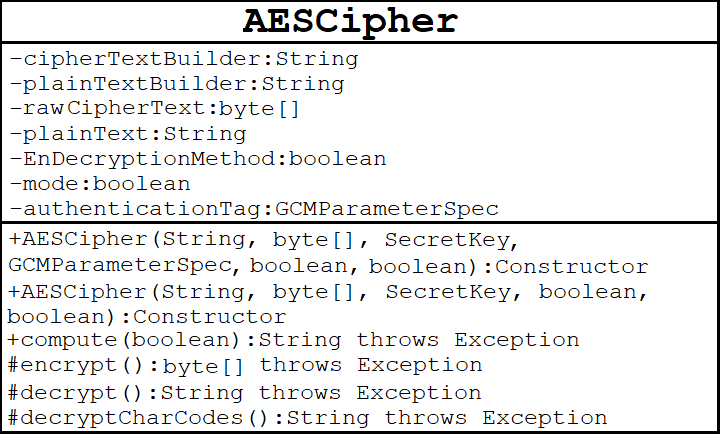 AESCipher
-cipherTextBuilder:String
-plainTextBuilder:String
-rawCipherText:byte[]
-plainText:String
-EnDecryptionMethod:boolean
-mode:boolean
-authenticationTag:GCMParameterSpec
+AESCipher(String, byte[], SecretKey,
GCMParameterSpec, boolean, boolean):Constructor
+AESCipher(String, byte[], SecretKey, boolean,
boolean):Constructor
+compute(boolean):String throws Exception
#encrypt():byte[] throws Exception
#decrypt():String throws Exception
#decryptCharCodes():String throws Exception